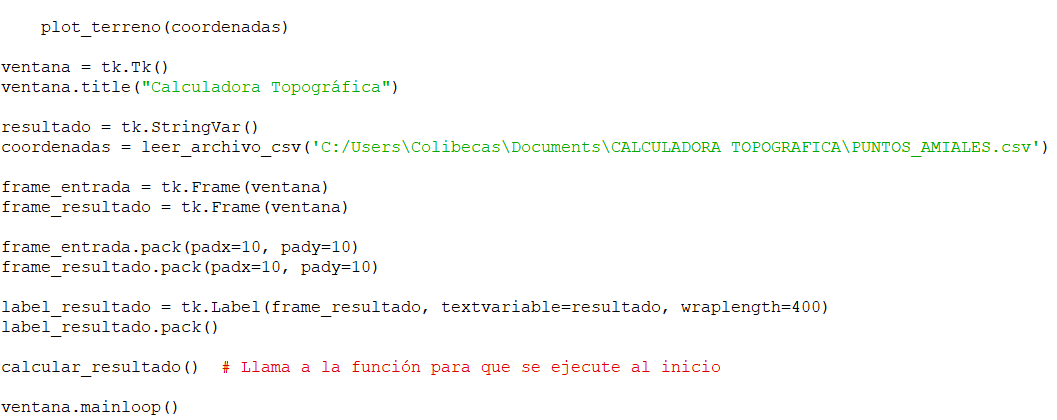 plot_terreno(coordenadas)
ventana = tk.Tk()
ventana.title("Calculadora Topográfica")
resultado = tk.StringVar()
coordenadas = leer_archivo_csv('C:/Users\Colibecas\Documents\CALCULADORA TOPOGRAFICA\PUNTOS_AMIALES.csv')
frame_entrada = tk.Frame(ventana)
frame_resultado = tk.Frame(ventana)
frame_entrada.pack(padx=10, pady=10)
frame_resultado.pack(padx=10, pady=10)
label_resultado = tk.Label(frame_resultado, textvariable=resultado, wraplength=400)
label_resultado.pack()
calcular_resultado()  # Llama a la función para que se ejecute al inicio
ventana.mainloop()